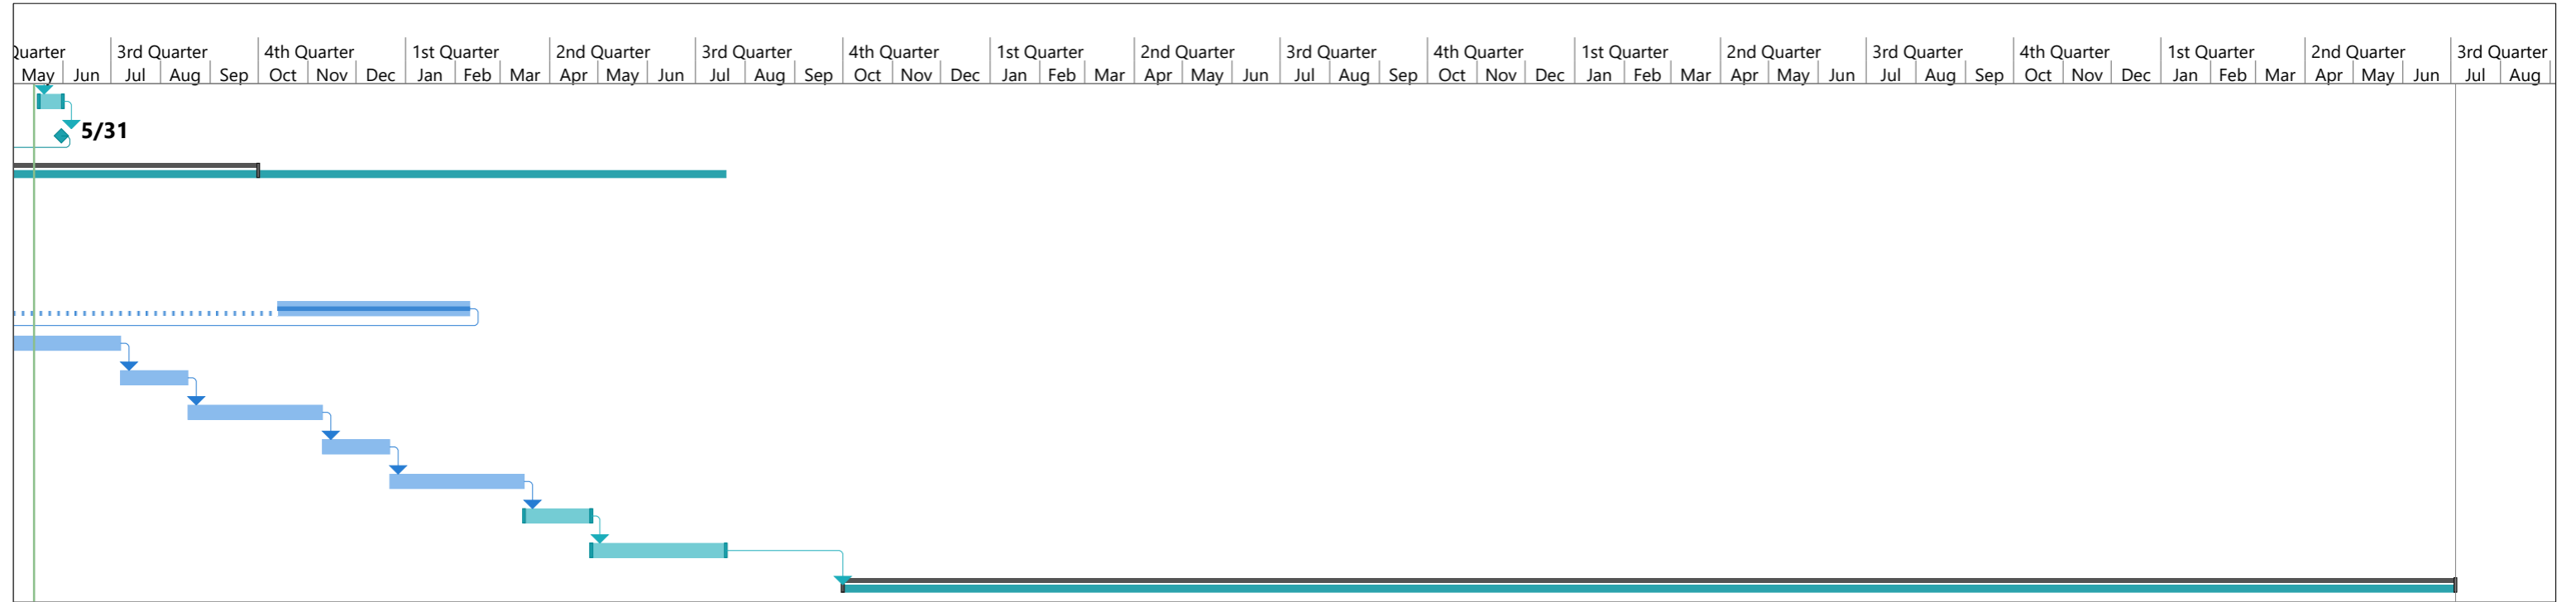 Quarter 3rd Quarter 4th Quarter 1st Quarter 2nd Quarter 3rd Quarter 4th Quarter 1st Quarter 2nd Quarter 3rd Quarter 4th Quarter 1st Quarter 2nd Quarter 3rd Quarter 4th Quarter 1st Quarter 2nd Quarter 3rd Quarter
May Jun Jul Aug Sep Oct Nov Dec Jan Feb Mar Apr May Jun Jul Aug Sep Oct Nov Dec Jan Feb Mar Apr May Jun Jul Aug Sep Oct Nov Dec Jan Feb Mar Apr May Jun Jul Aug Sep Oct Nov Dec Jan Feb Mar Apr May Jun Jul Aug
5/31